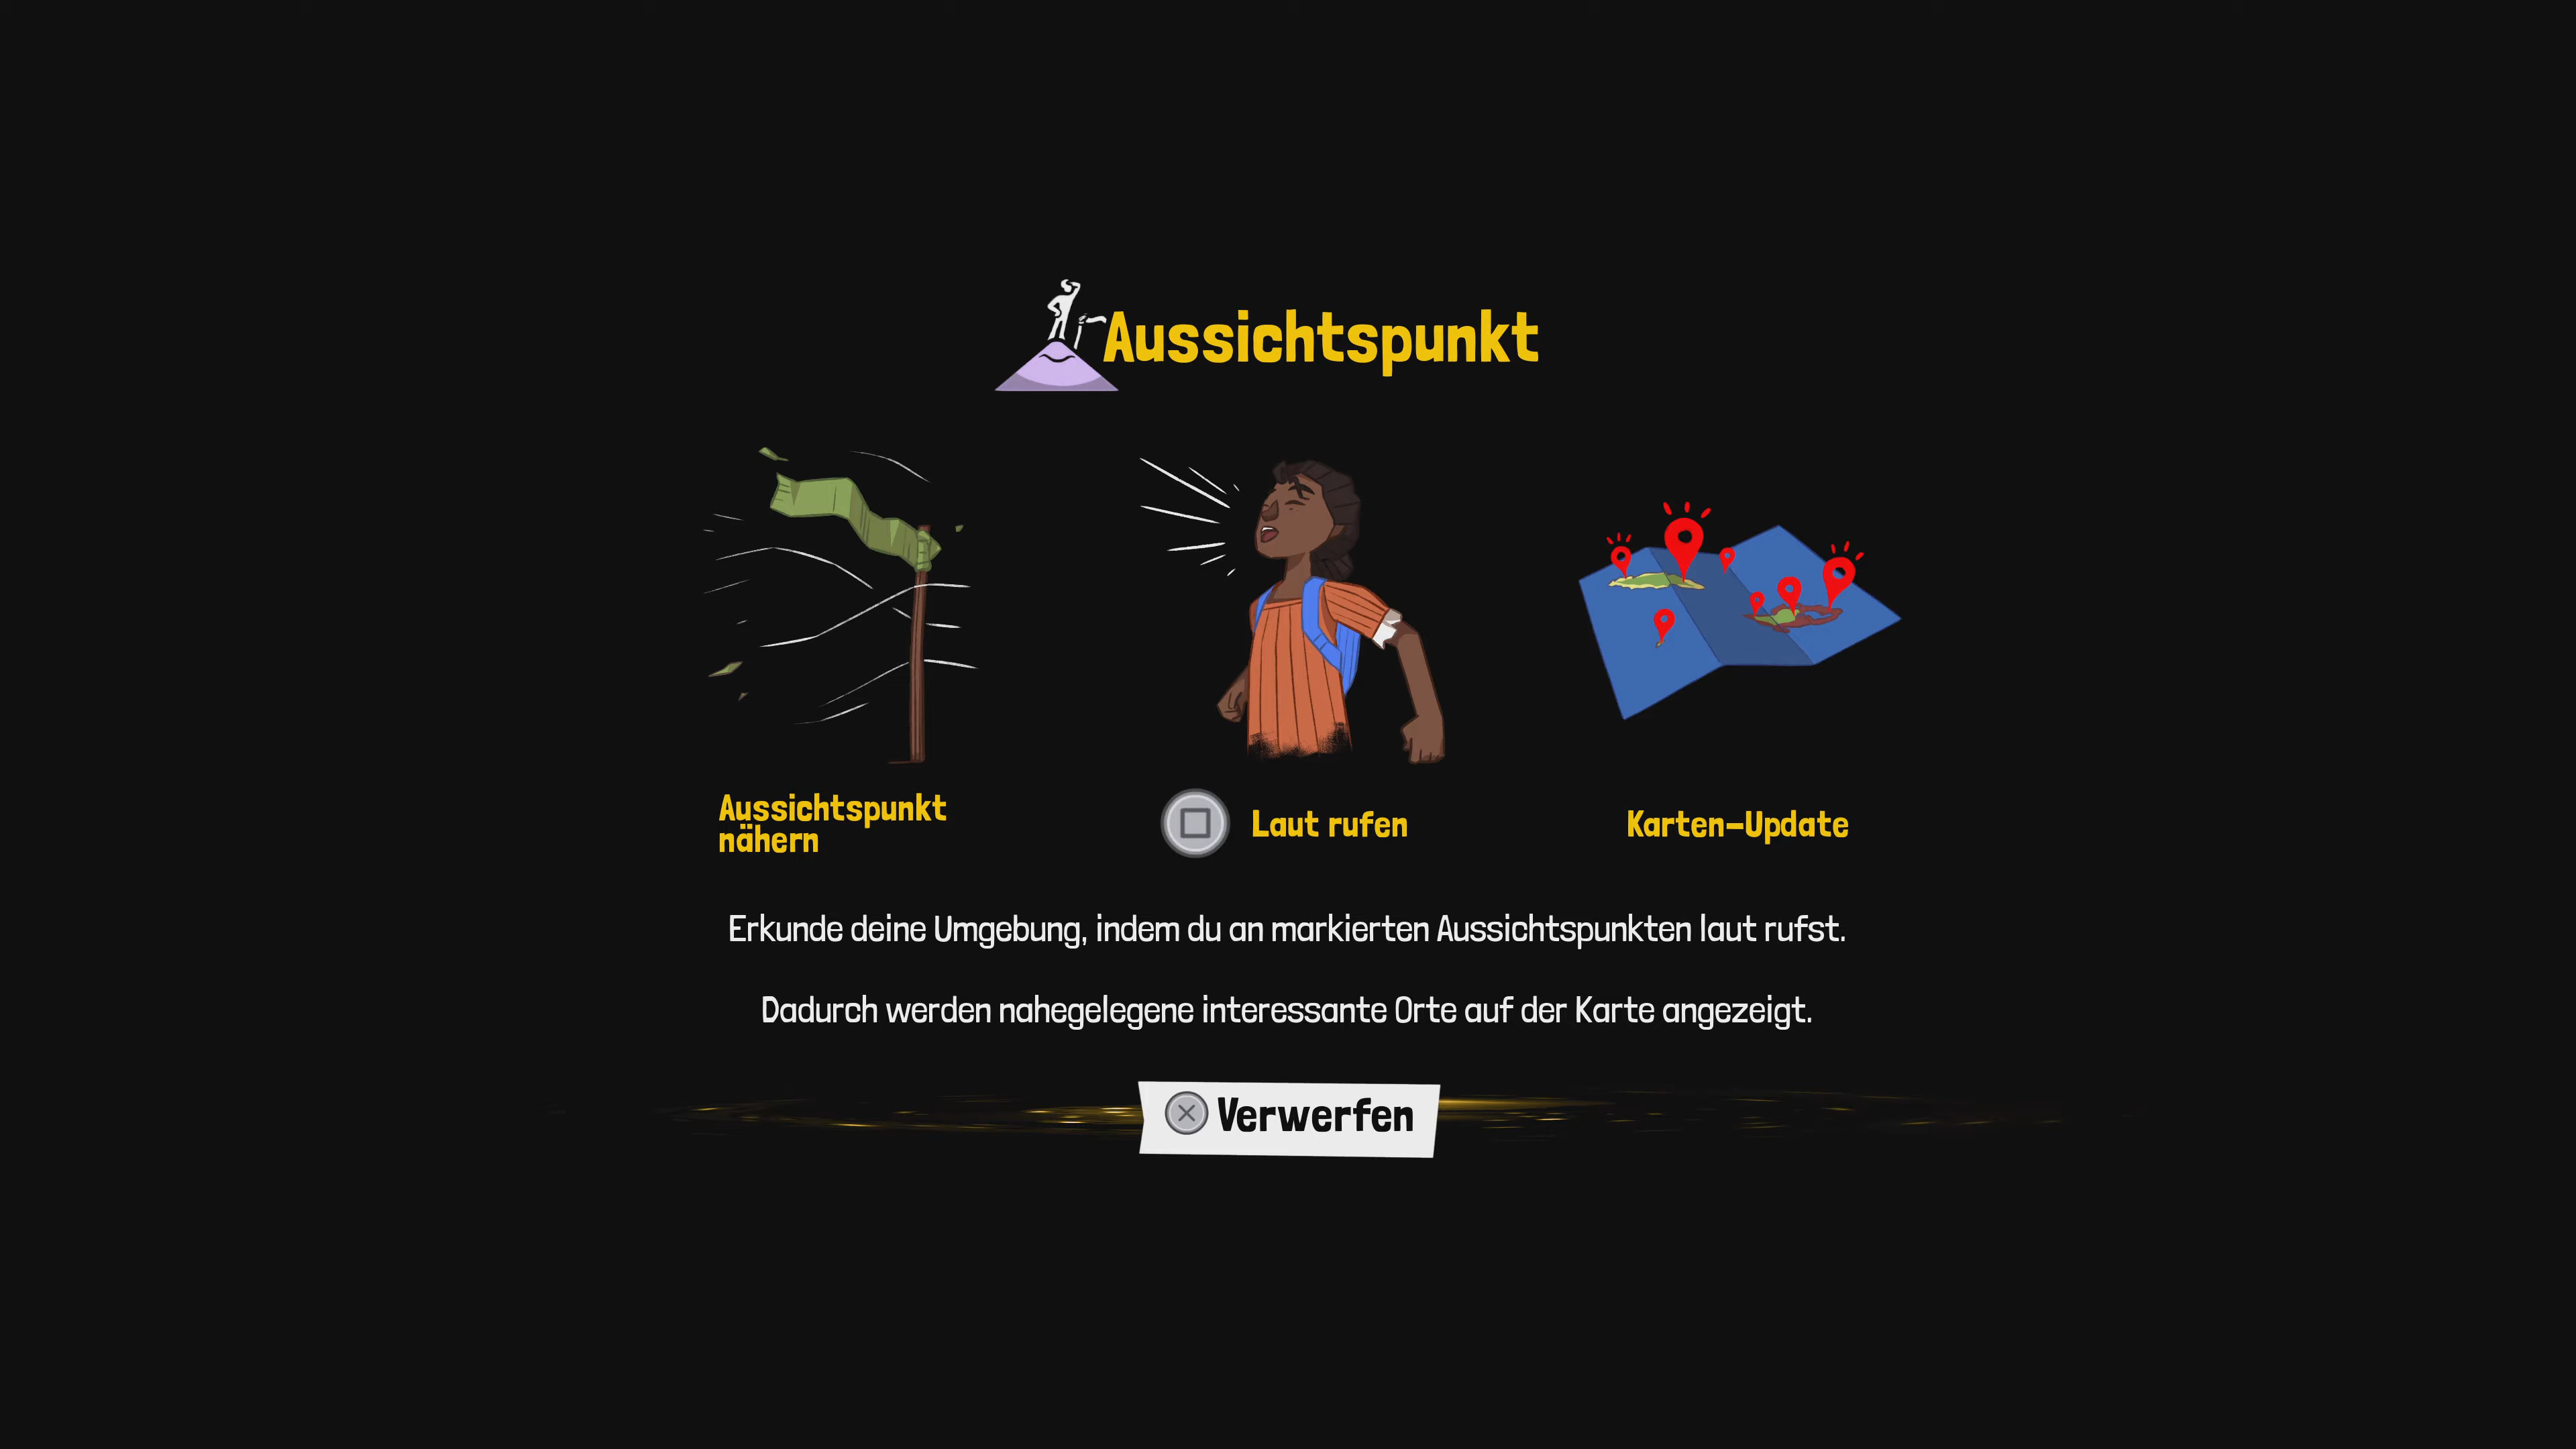 Aussichtspunkt
Aussichtspunkt
nähern
Laut rufen
Karten-Update
Erkunde deine Umgebung, indem du an markierten Aussichtspunkten laut rufst.
Dadurch werden nahegelegene interessante Orte auf der Karte angezeigt.
Verwerfen